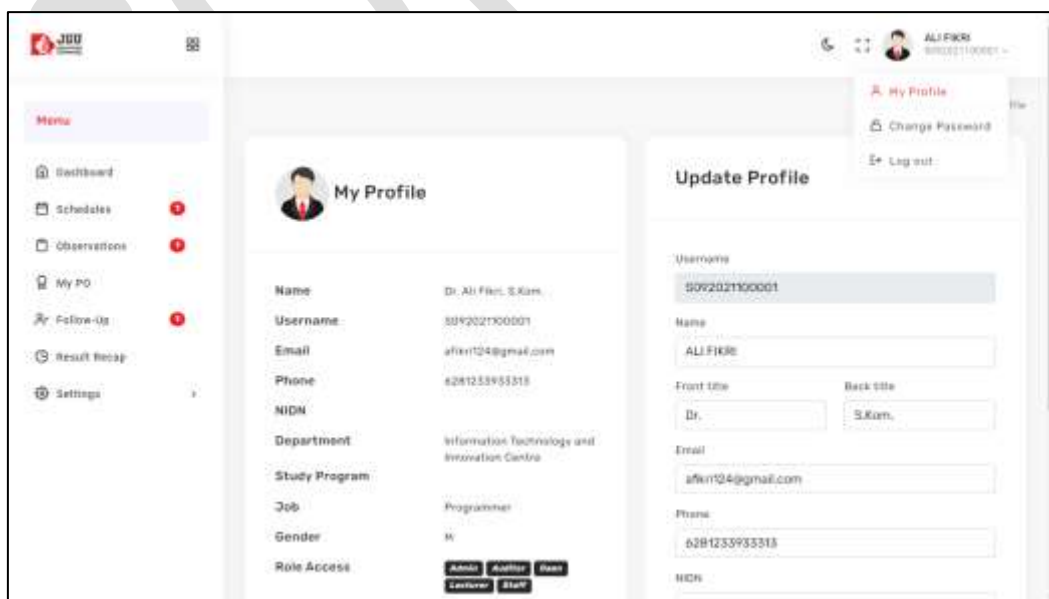 JGU
ALI FIKRI
S092021100001
My Profile
Change Password
Log out
Menu
Dashboard
Schedules
Observations
My PO
Follow-Up
Result Recap
Settings
My Profile
Name Dr. Ali Fikri, S.Kom.
Username S092021100001
Email afikri124@gmail.com
Phone 6281233933313
NIDN
Department Information Technology and
Innovation Centre
Study Program
Job Programmer
Gender M
Role Access Admin Auditor Dean
Lecturer Staff
Update Profile
Username
S092021100001
Name
ALI FIKRI
Front title Back title
Dr. S.Kom.
Email
afikri124@gmail.com
Phone
6281233933313
NIDN